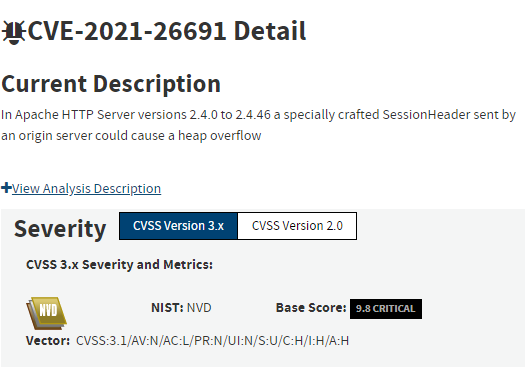 CVE-2021-26691 Detail
Current Description
In Apache HTTP Server versions 2.4.0 to 2.4.46 a specially crafted SessionHeader sent by
an origin server could cause a heap overflow
+View Analysis Description
Severity CVSS Version 3.x CVSS Version 2.0
CVSS 3.x Severity and Metrics:
NVD NIST: NVD Base Score: 9.8 CRITICAL
Vector: CVSS:3.1/AV:N/AC:L/PR:N/UI:N/S:U/C:H/I:H/A:H